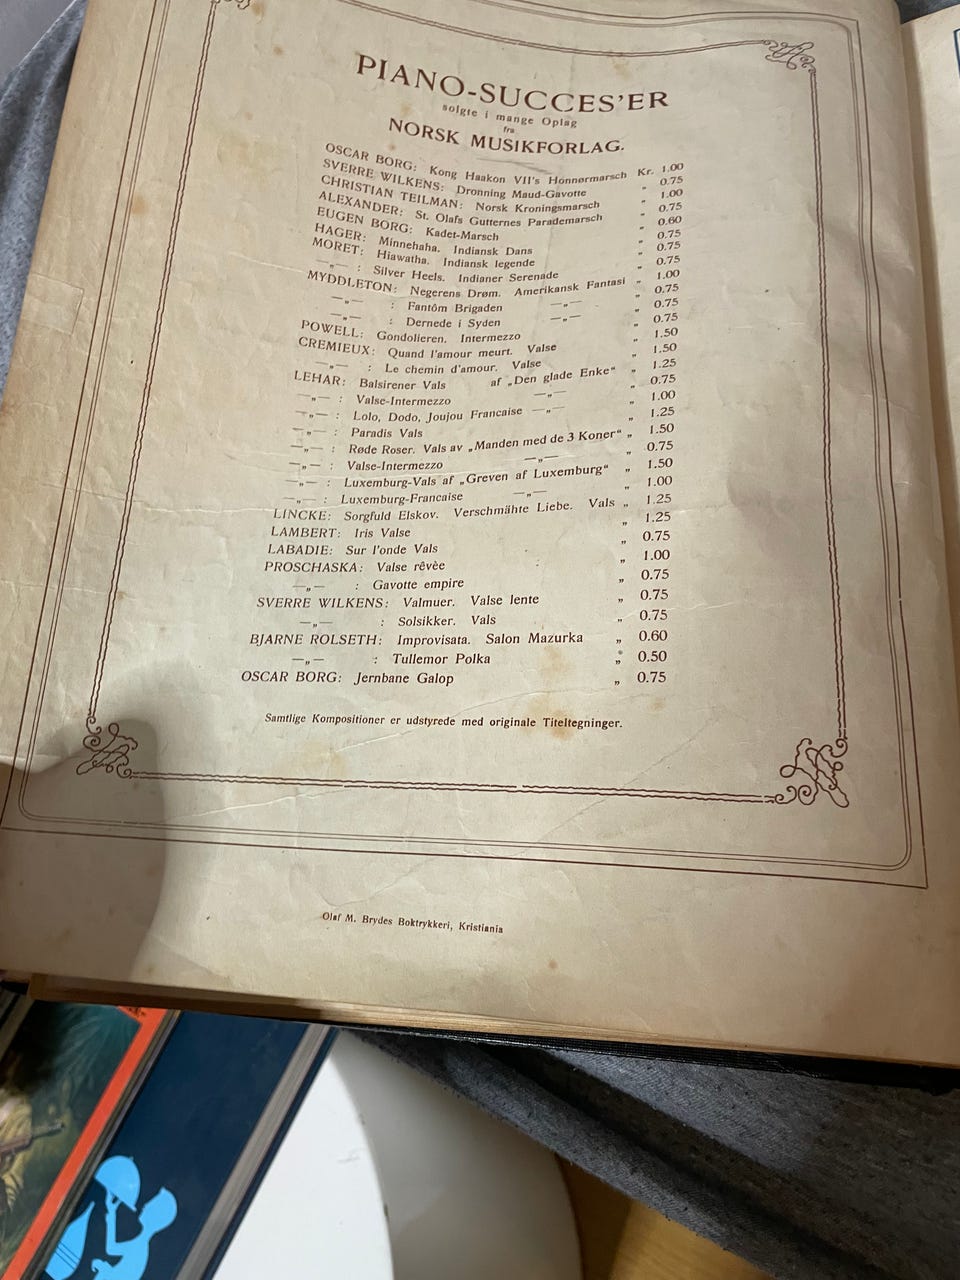 PIANO-SUCCES'ER
solgte i mange Oplag
fra
NORSK MUSIKFORLAG.
OSCAR BORG: Kong Haakon VII's Honnørmarsch Kr. 1.00
SVERRE WILKENS: Dronning Maud-Gavotte „ 0.75
CHRISTIAN TEILMAN: Norsk Kroningsmarsch „ 1.00
ALEXANDER: St. Olafs Gutternes Parademarsch „ 0.75
EUGEN BORG: Kadet-Marsch „ 0.60
HAGER: Minnehaha. Indiansk Dans „ 0.75
MORET: Hiawatha. Indiansk legende „ 0.75
—„— : Silver Heels. Indianer Serenade „ 0.75
MYDDLETON: Negerens Drøm. Amerikansk Fantasi „ 1.00
—„— : Fantôm Brigaden —„— „ 0.75
—„— : Dernede i Syden —„— „ 0.75
POWELL: Gondolieren. Intermezzo „ 0.75
CREMIEUX: Quand l'amour meurt. Valse „ 1.50
—„— : Le chemin d'amour. Valse „ 1.50
LEHAR: Balsirener Vals af „Den glade Enke“ „ 1.25
—„— : Valse-Intermezzo —„— „ 0.75
—„— : Lolo, Dodo, Joujou Francaise —„— „ 1.00
—„— : Paradis Vals „ 1.25
—„— : Røde Roser. Vals av „Manden med de 3 Koner“ „ 1.50
—„— : Valse-Intermezzo —„— „ 0.75
—„— : Luxemburg-Vals af „Greven af Luxemburg“ „ 1.50
—„— : Luxemburg-Francaise —„— „ 1.00
LINCKE: Sorgfuld Elskov. Verschmähte Liebe. Vals „ 1.25
LAMBERT: Iris Valse „ 1.25
LABADIE: Sur l'onde Vals „ 0.75
PROSCHASKA: Valse rêvèe „ 1.00
—„— : Gavotte empire „ 0.75
SVERRE WILKENS: Valmuer. Valse lente „ 0.75
—„— : Solsikker. Vals „ 0.75
BJARNE ROLSETH: Improvisata. Salon Mazurka „ 0.60
—„— : Tullemor Polka „ 0.50
OSCAR BORG: Jernbane Galop „ 0.75
Samtlige Kompositioner er udstyrede med originale Titeltegninger.
Olaf M. Brydes Boktrykkeri, Kristiania